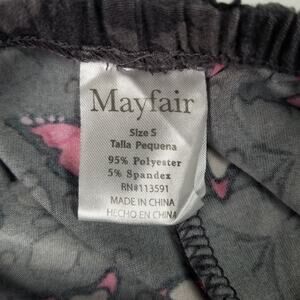 Mayfair
Size S
Talla Pequena
95% Polyester
5% Spandex
RN#113591
MADE IN CHINA
HECHO EN CHINA